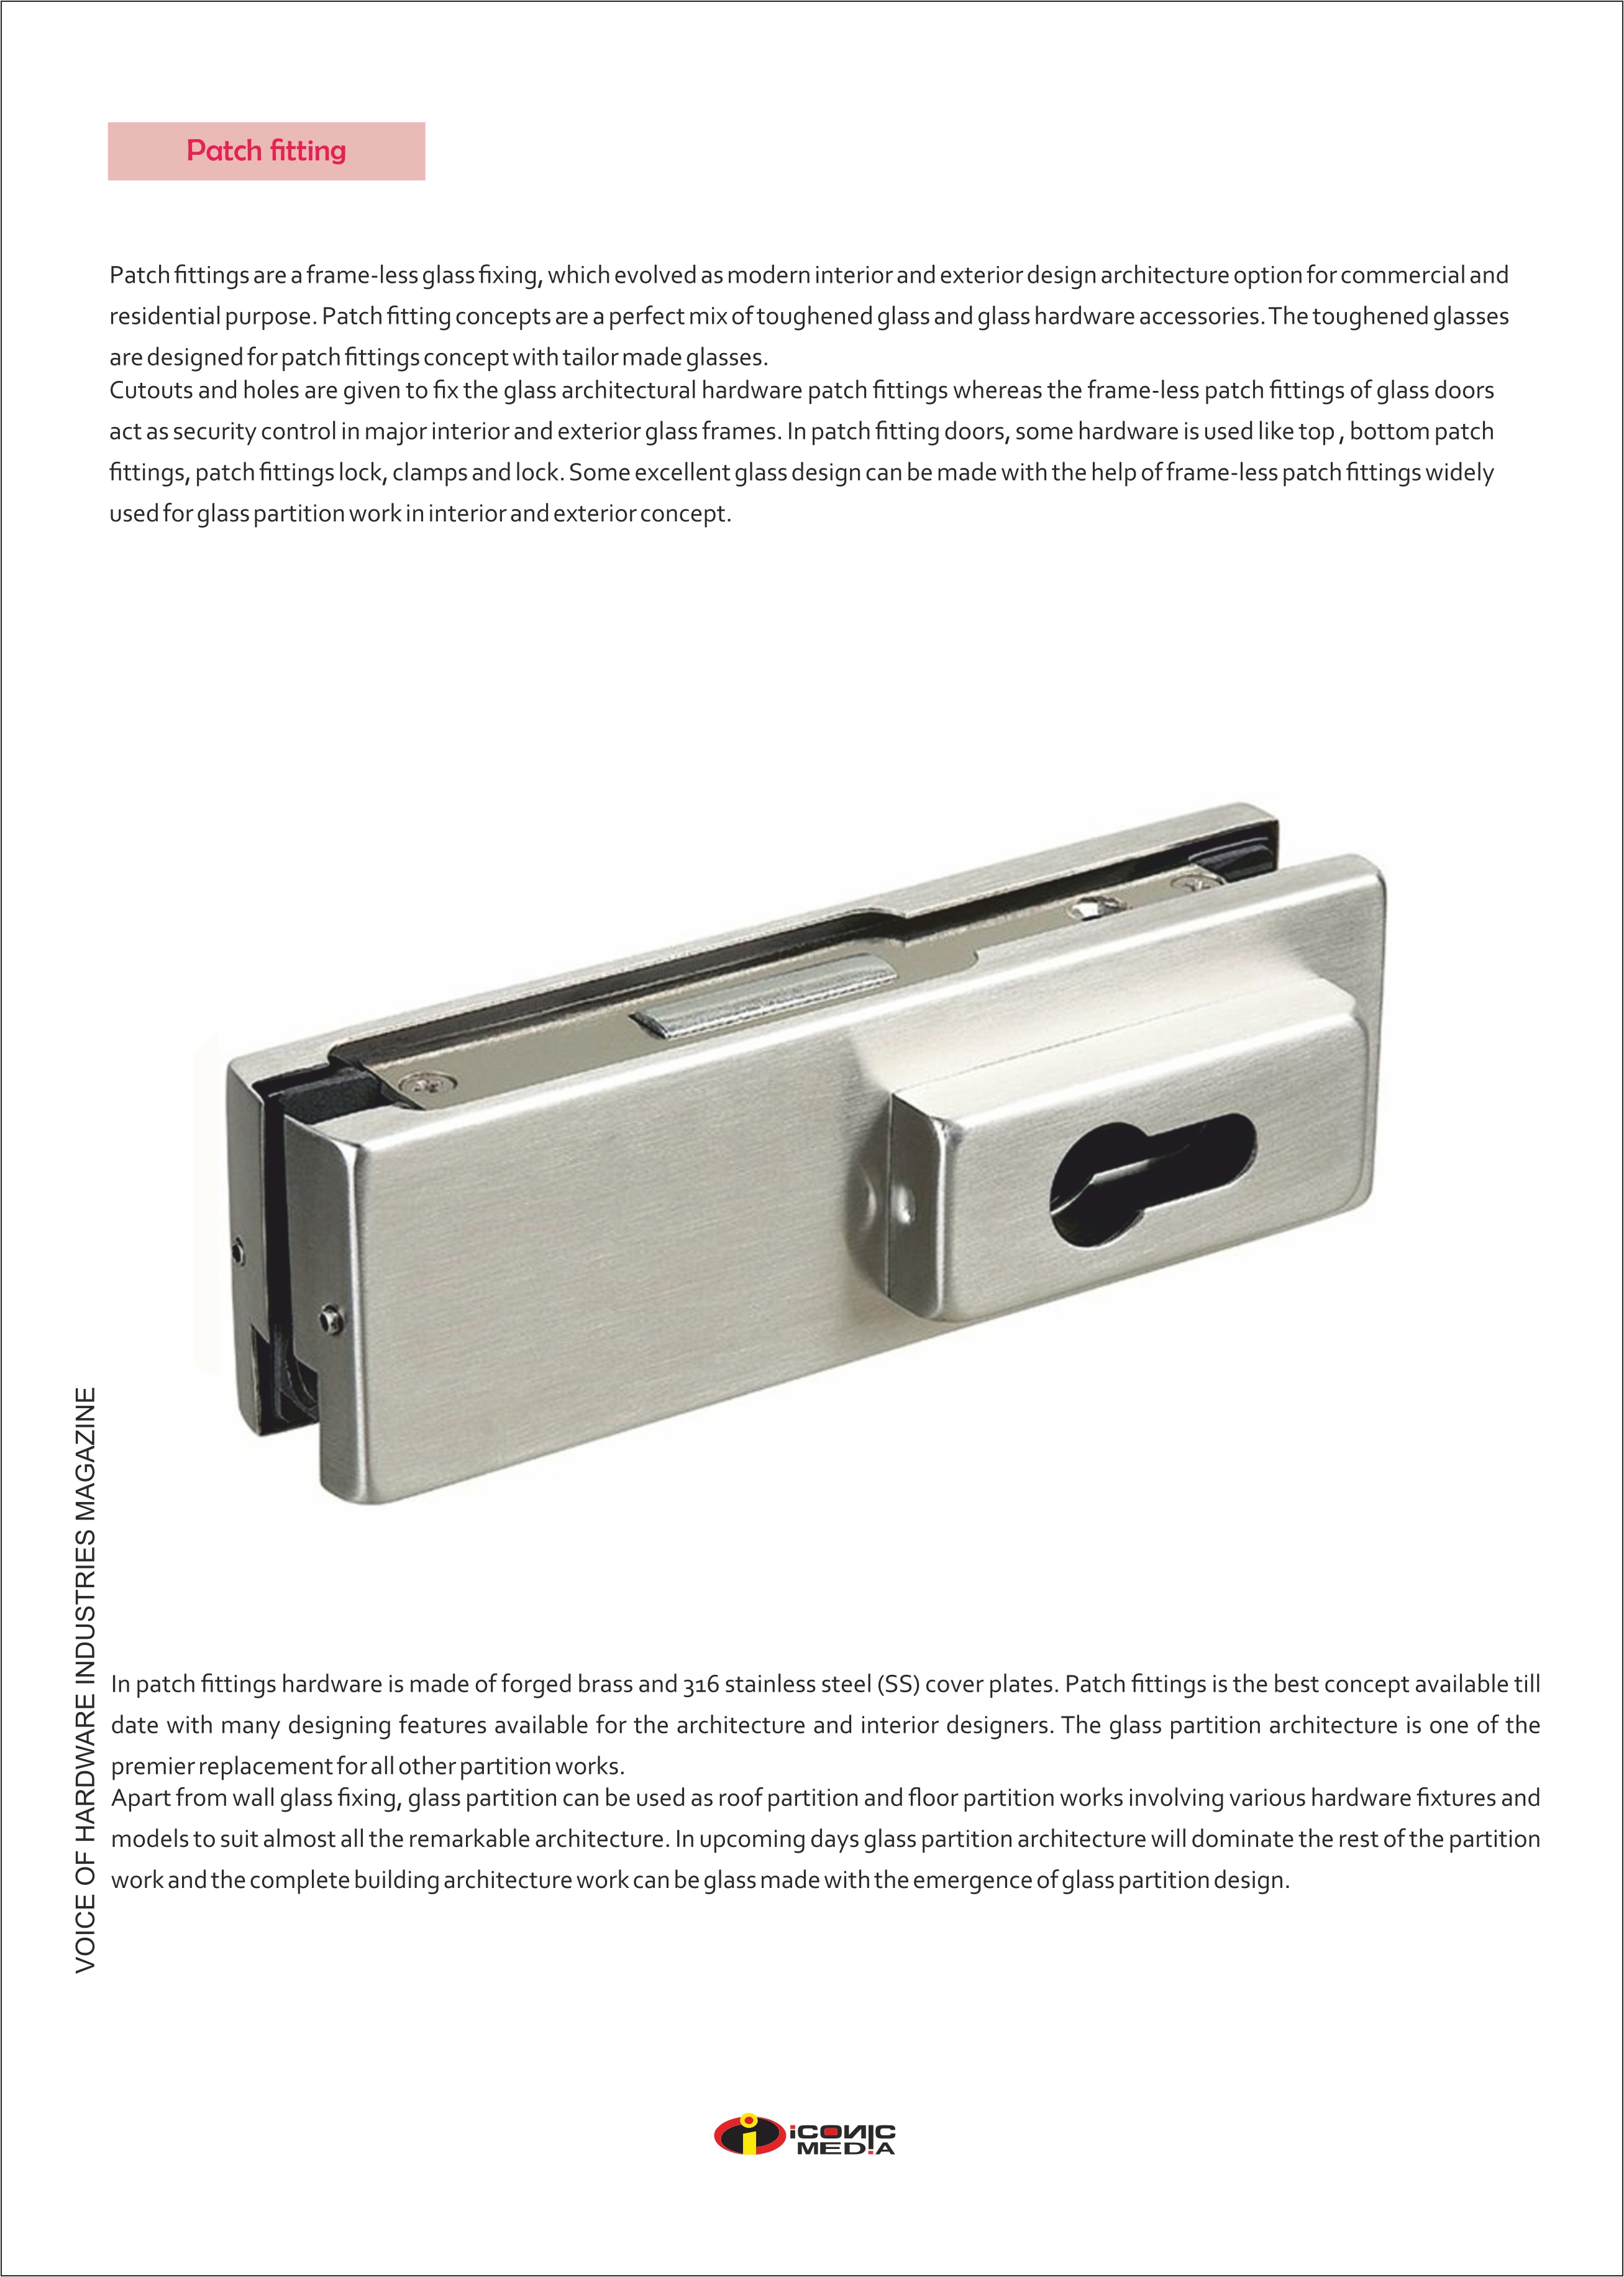 Patch fitting
Patch fittings are a frame-less glass fixing, which evolved as modern interior and exterior design architecture option for commercial and
residential purpose. Patch fitting concepts are a perfect mix of toughened glass and glass hardware accessories. The toughened glasses
are designed for patch fittings concept with tailor made glasses.
Cutouts and holes are given to fix the glass architectural hardware patch fittings whereas the frame-less patch fittings of glass doors
act as security control in major interior and exterior glass frames. In patch fitting doors, some hardware is used like top , bottom patch
fittings, patch fittings lock, clamps and lock. Some excellent glass design can be made with the help of frame-less patch fittings widely
used for glass partition work in interior and exterior concept.
VOICE OF HARDWARE INDUSTRIES MAGAZINE
In patch fittings hardware is made of forged brass and 316 stainless steel (SS) cover plates. Patch fittings is the best concept available till
date with many designing features available for the architecture and interior designers. The glass partition architecture is one of the
premier replacement for all other partition works.
Apart from wall glass fixing, glass partition can be used as roof partition and floor partition works involving various hardware fixtures and
models to suit almost all the remarkable architecture. In upcoming days glass partition architecture will dominate the rest of the partition
work and the complete building architecture work can be glass made with the emergence of glass partition design.
iCONIC
MEDiA